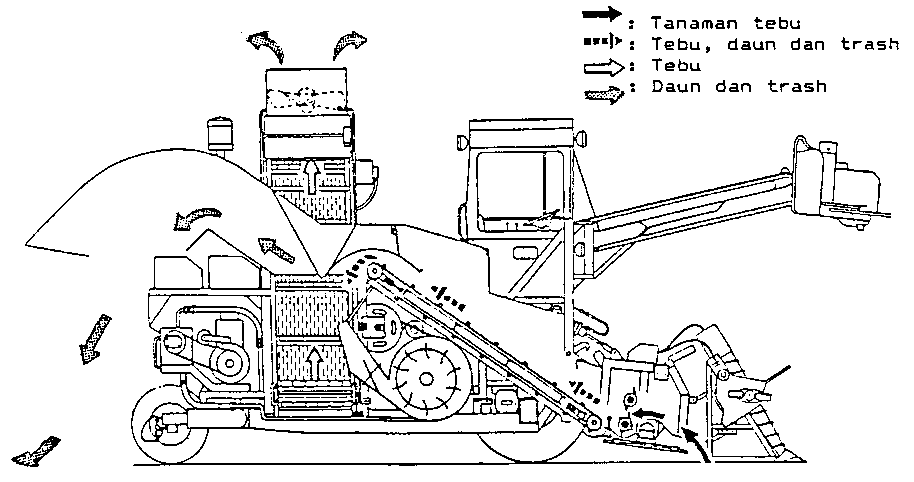 : Tanaman tebu
: Tebu, daun dan trash
: Tebu
: Daun dan trash